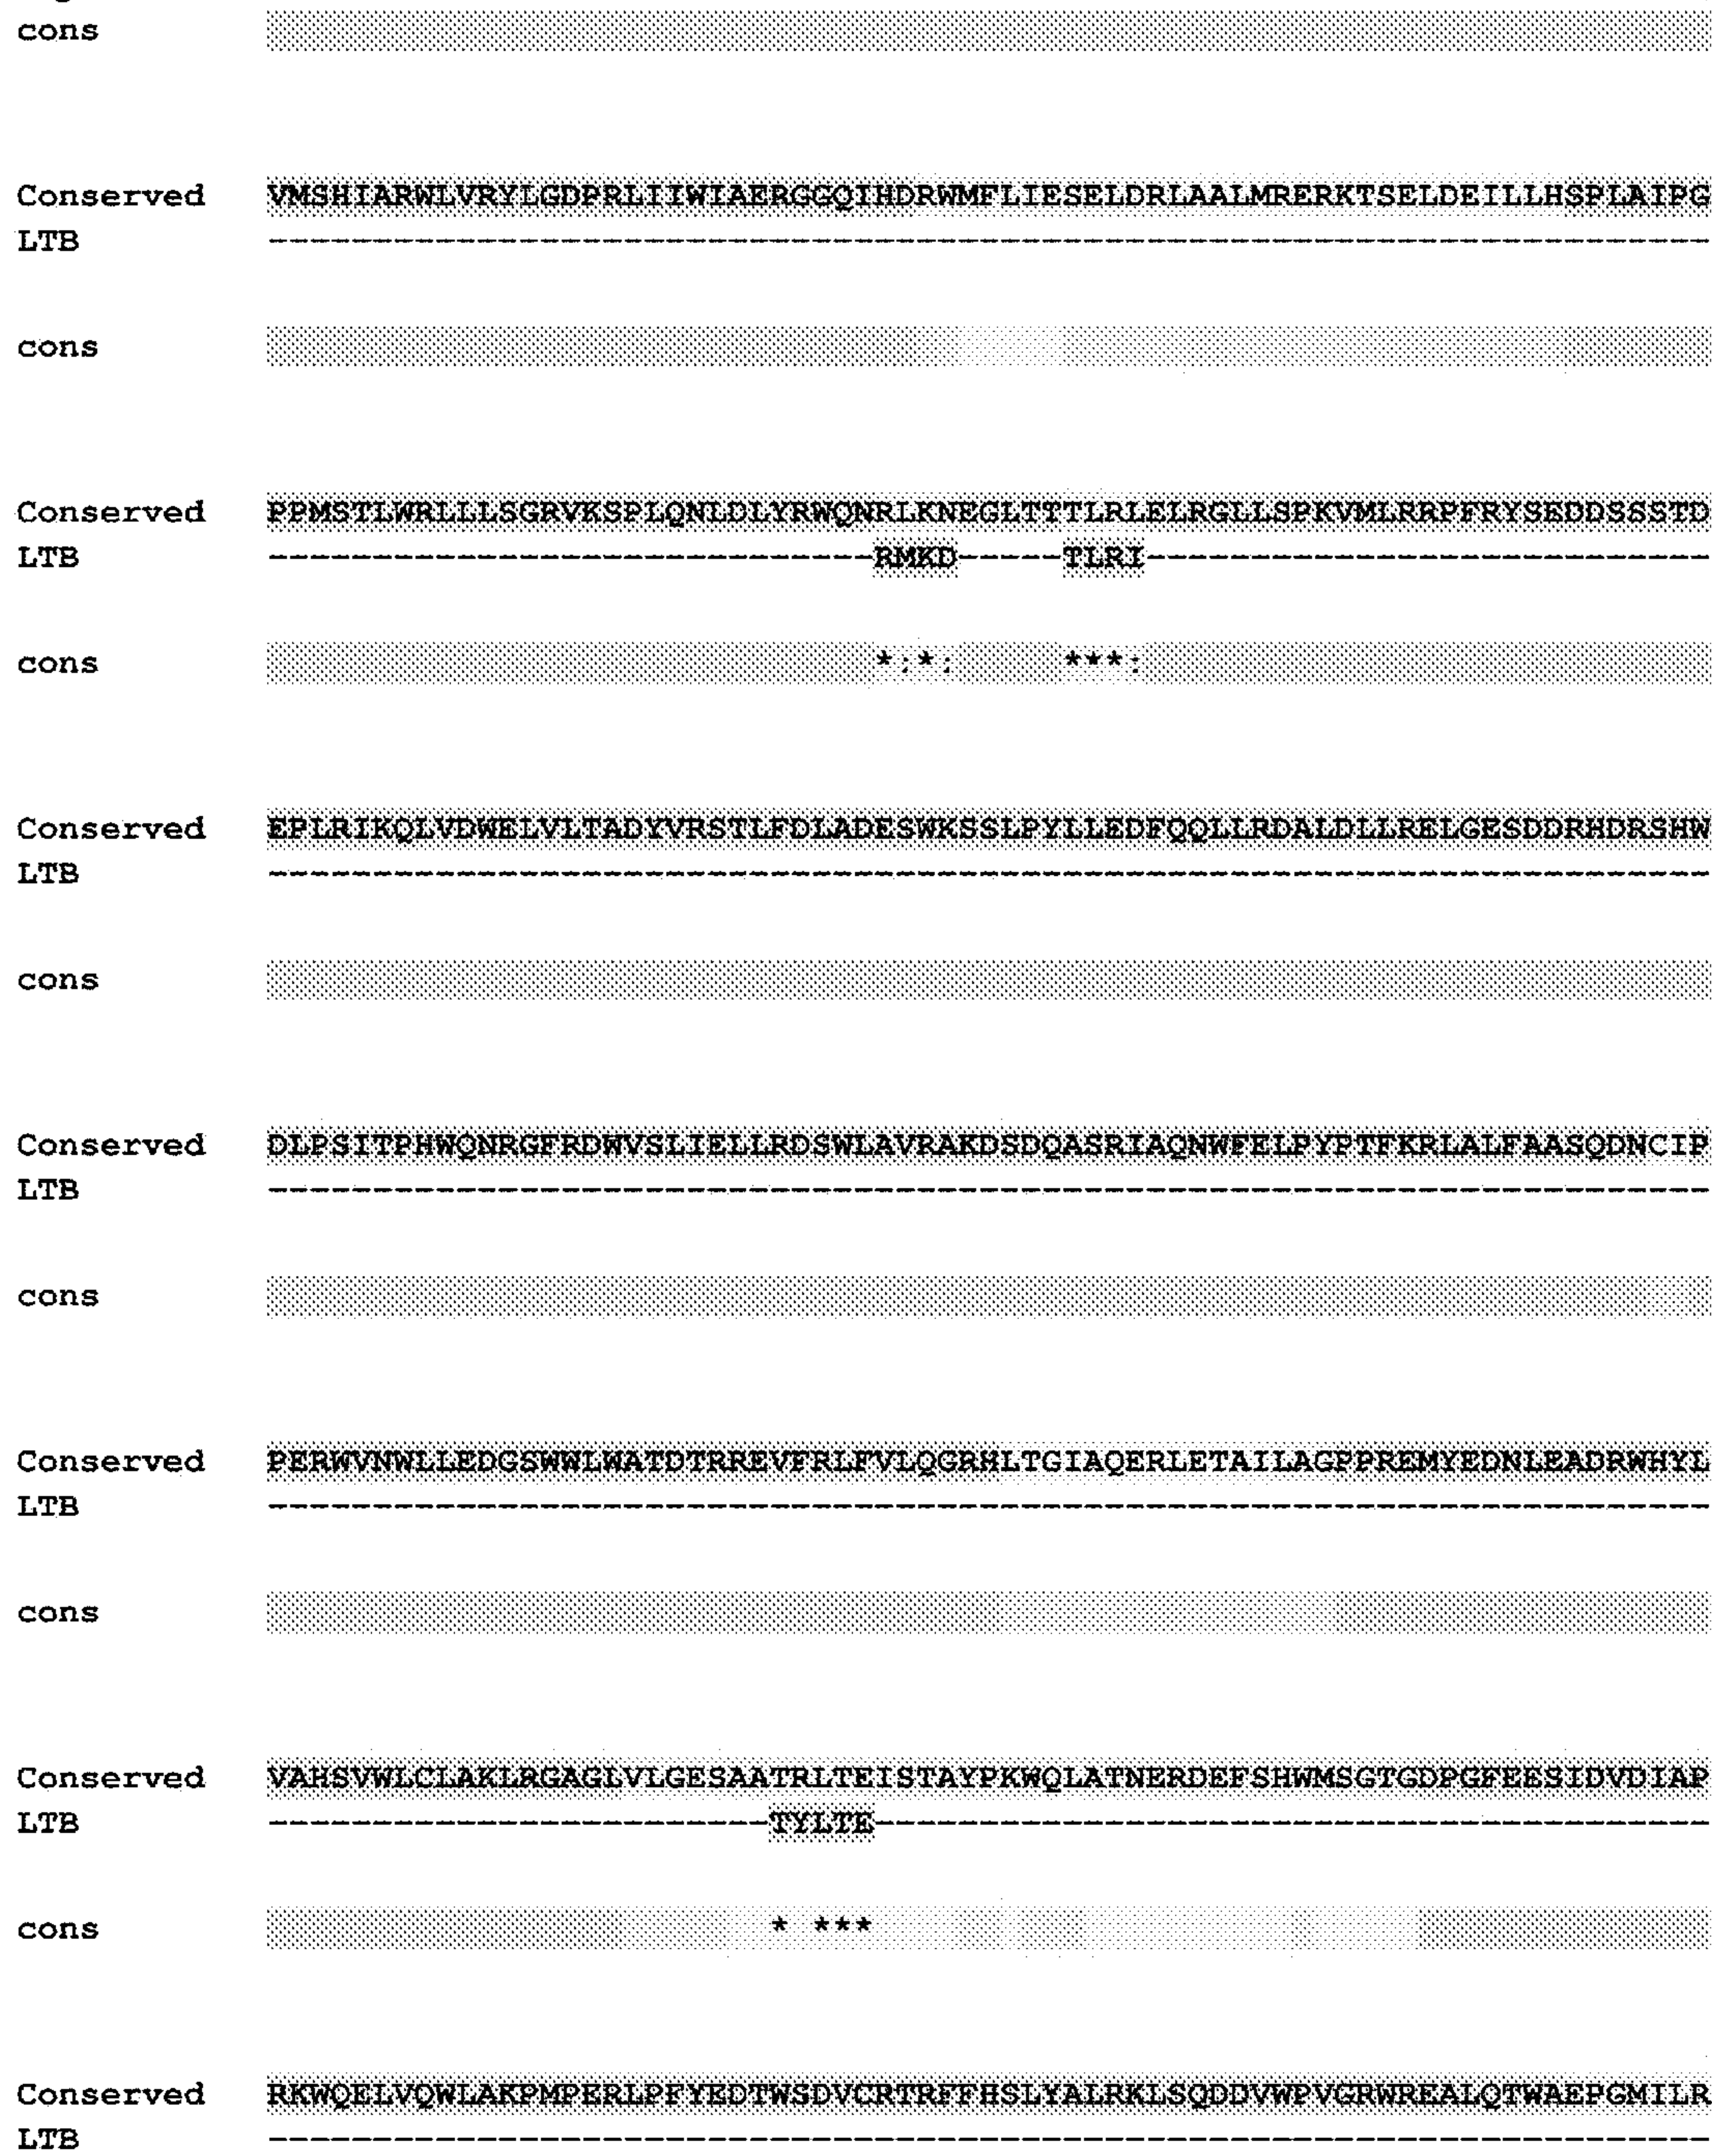 cons
Conserved VMSHIARWLVRYLGDPRLIIWIAERGGQIHDRWMFLIESELDRLAALMRERKTSELDEILLHSPLAIPG
LTB ---------------------------------------------------------------------
cons
Conserved PPMSTLWRLLLSGRVKSPLQNLDLYRWQNRLKNEGLTTTLRLELRGLLSPKVMLRRPFRYSEDDSSSTD
LTB -----------------------------RMKD-----TLRI---------------------------
cons *:*: ***:
Conserved EPLRIKQLVDWELVLTADYVRSTLFDLADESWKSSLPYLLEDFQQLLRDALDLLRELGESDDRHDRSHW
LTB ---------------------------------------------------------------------
cons
Conserved DLPSITPHWQNRGFRDWVSLIELLRDSWLAVRAKDSDQASRIAQNWFELPYPTFKRLALFAASQDNCIP
LTB ---------------------------------------------------------------------
cons
Conserved PERWVNWLLEDGSWWLWATDTRREVFRLFVLQGRHLTGIAQERLETAILAGPPREMYEDNLEADRWHYL
LTB ---------------------------------------------------------------------
cons
Conserved VAHSVWLCLAKLRGAGLVLGESAATRLTEISTAYPKWQLATNERDEFSHWMSGTGDPGFEESIDVDIAP
LTB ------------------------TYLTE----------------------------------------
cons * ***
Conserved RKWQELVQWLAKPMPERLPFYEDTWSDVCRTRFFHSLYALRKLSQDDVWPVGRWREALQTWAEPGMILR
LTB ---------------------------------------------------------------------